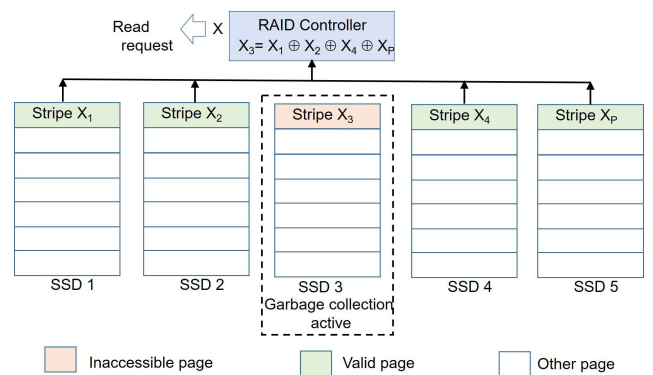 Read request
X
RAID Controller
X₃= X₁ ⊕ X₂ ⊕ X₄ ⊕ Xₚ
Stripe X₁
Stripe X₂
Stripe X₃
Stripe X₄
Stripe Xₚ
SSD 1
SSD 2
SSD 3
SSD 4
SSD 5
Garbage collection
active
Inaccessible page
Valid page
Other page